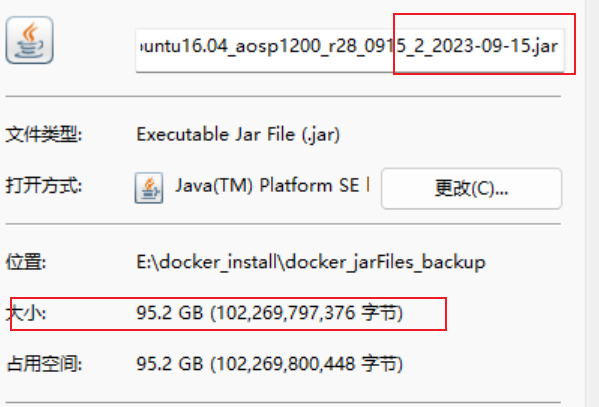 untu16.04_aosp1200_r28_0915_2_2023-09-15.jar
文件类型: Executable Jar File (.jar)
打开方式: Java(TM) Platform SE
更改(C)...
位置: E:\docker_install\docker_jarFiles_backup
大小: 95.2 GB (102,269,797,376 字节)
占用空间: 95.2 GB (102,269,800,448 字节)